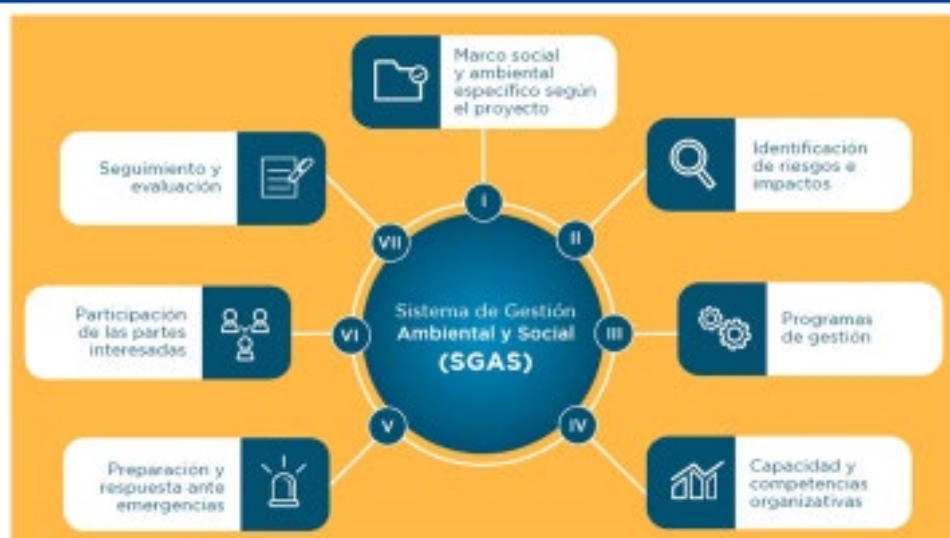 Marco social
y ambiental
específico según
el proyecto
I
Identificación
de riesgos e
impactos
II
Programas
de gestión
III
Capacidad y
competencias
organizativas
IV
Preparación y
respuesta ante
emergencias
V
Participación
de las partes
interesadas
VI
Seguimiento y
evaluación
VII
Sistema de Gestión
Ambiental y Social
(SGAS)